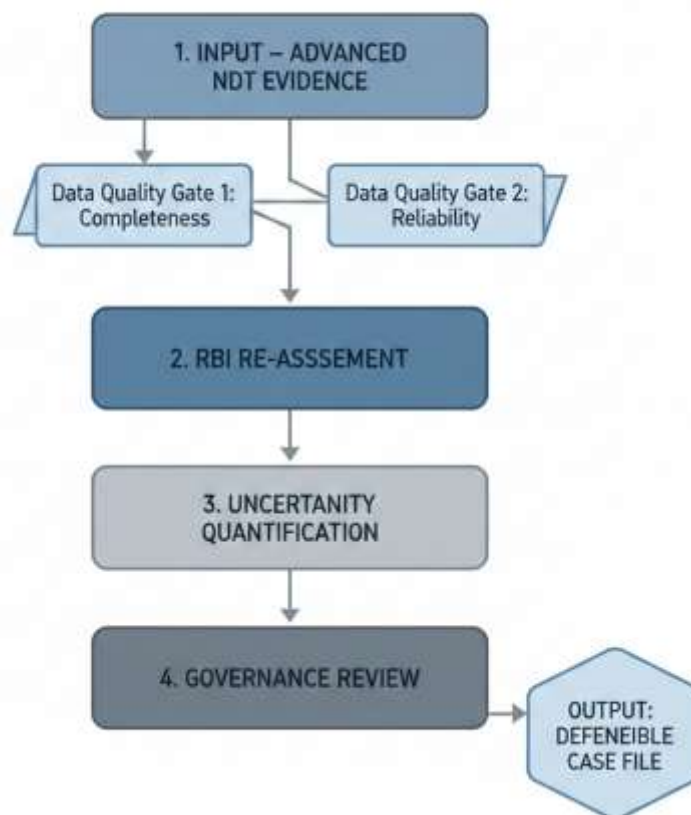 1. INPUT – ADVANCED
NDT EVIDENCE
Data Quality Gate 1:
Completeness
Data Quality Gate 2:
Reliability
2. RBI RE-ASSSEMENT
3. UNCERTANITY
QUANTIFICATION
4. GOVERNANCE REVIEW
OUTPUT:
DEFENEIBLE
CASE FILE